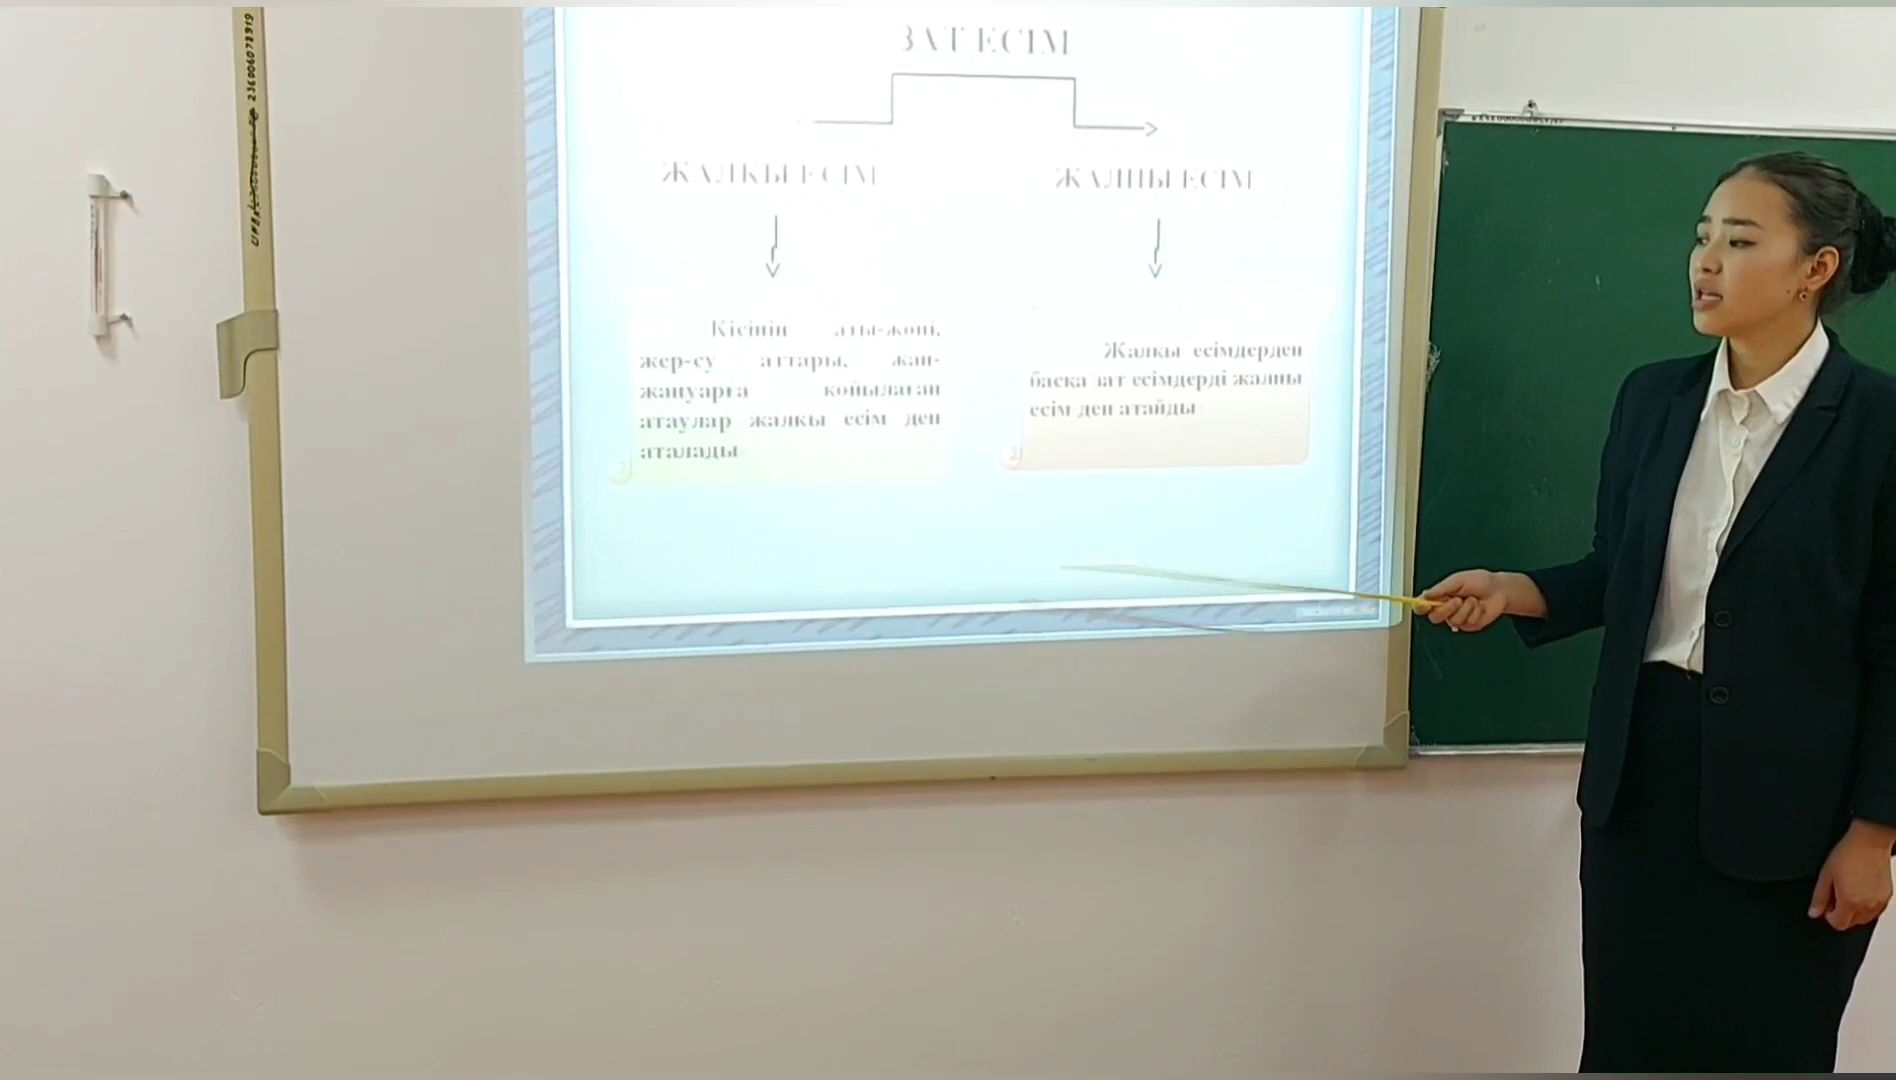 ЗАТ ЕСІМ
ЖАЛҚЫ ЕСІМ
ЖАЛПЫ ЕСІМ
Кісінің аты-жөні,
жер-су аттары, жан-
жануарға қойылаған
атаулар жалқы есім деп
аталады
Жалқы есімдерден
басқа зат есімдерді жалпы
есім деп атайды